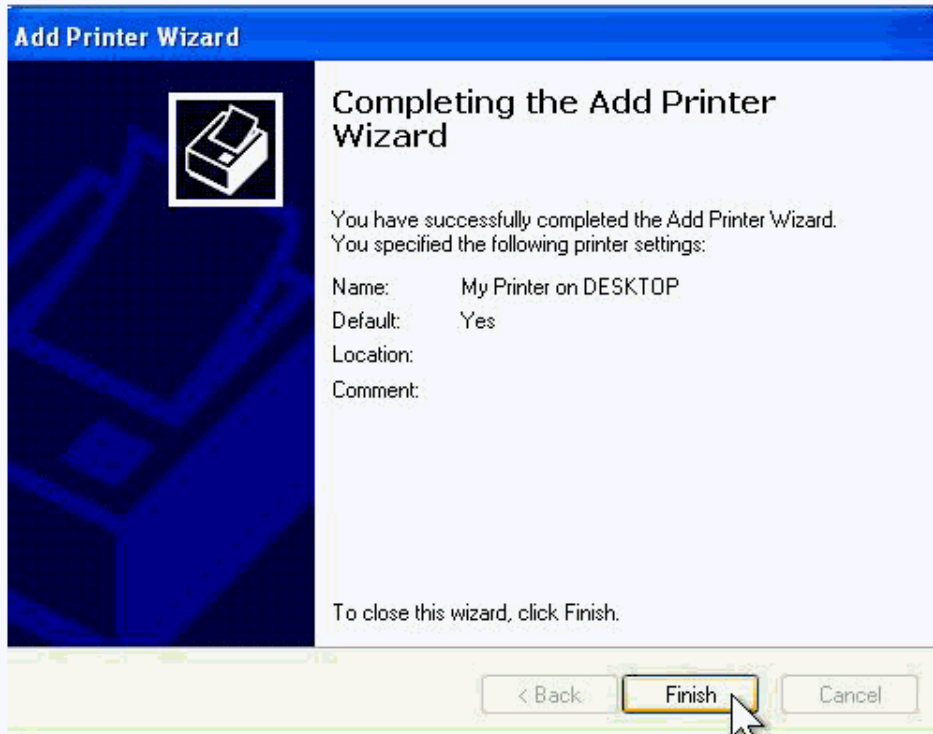 Add Printer Wizard
Completing the Add Printer
Wizard
You have successfully completed the Add Printer Wizard.
You specified the following printer settings:
Name: My Printer on DESKTOP
Default: Yes
Location:
Comment:
To close this wizard, click Finish.
< Back Finish Cancel